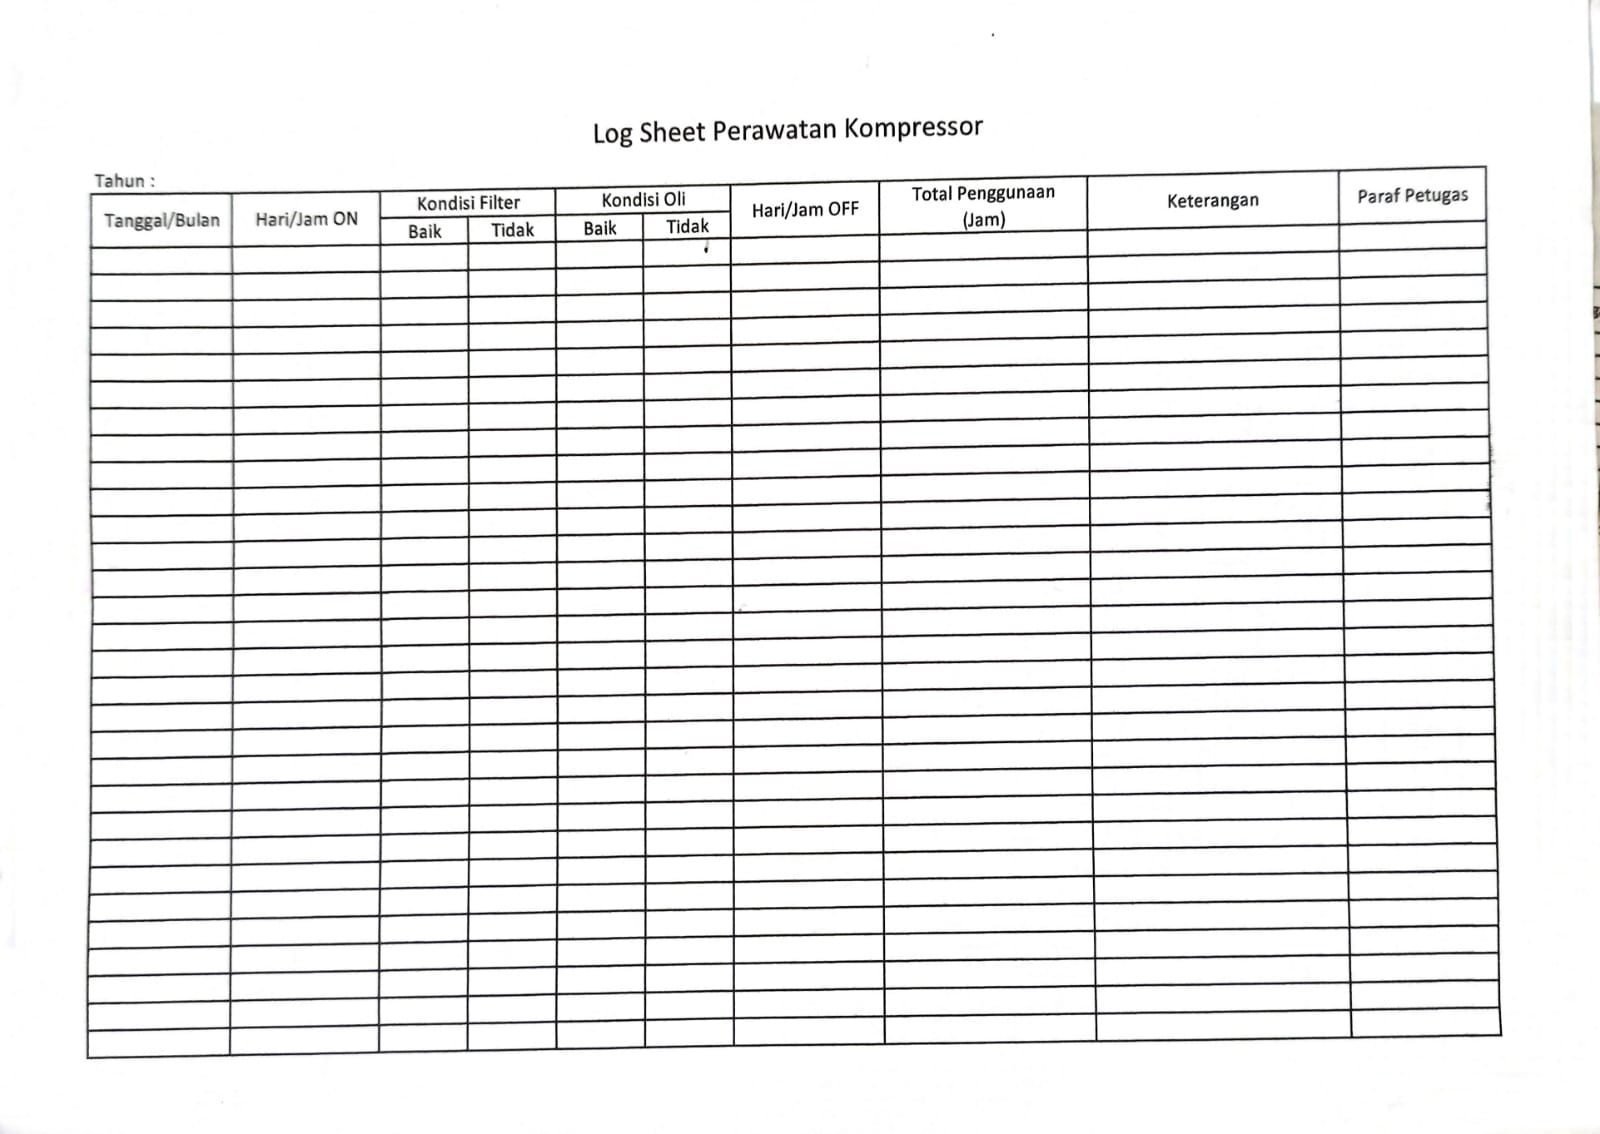 Log Sheet Perawatan Kompressor
Tahun :
Tanggal/Bulan Hari/Jam ON Kondisi Filter Kondisi Oli Hari/Jam OFF Total Penggunaan (Jam) Keterangan Paraf Petugas
Baik Tidak Baik Tidak